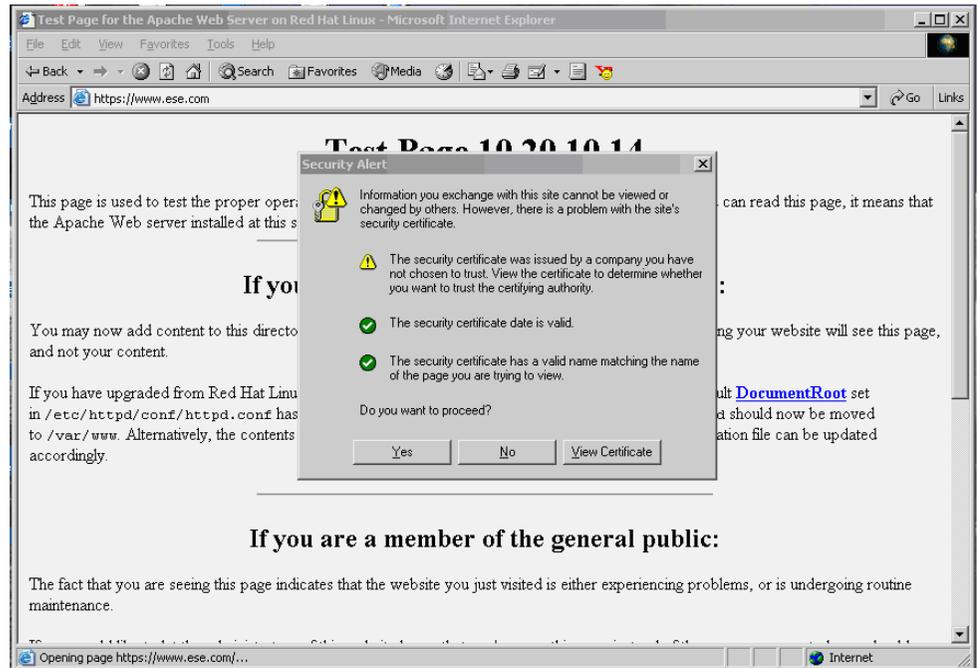 Test Page for the Apache Web Server on Red Hat Linux - Microsoft Internet Explorer
File Edit View Favorites Tools Help
Back Search Favorites Media
Address https://www.ese.com Go Links
Test Page 10.20.10.14
This page is used to test the proper opera can read this page, it means that
the Apache Web server installed at this s
If you :
You may now add content to this directo ng your website will see this page,
and not your content.
If you have upgraded from Red Hat Linu ult DocumentRoot set
in /etc/httpd/conf/httpd.conf has d should now be moved
to /var/www. Alternatively, the contents ation file can be updated
accordingly.
Security Alert
Information you exchange with this site cannot be viewed or
changed by others. However, there is a problem with the site's
security certificate.
The security certificate was issued by a company you have
not chosen to trust. View the certificate to determine whether
you want to trust the certifying authority.
The security certificate date is valid.
The security certificate has a valid name matching the name
of the page you are trying to view.
Do you want to proceed?
Yes No View Certificate
If you are a member of the general public:
The fact that you are seeing this page indicates that the website you just visited is either experiencing problems, or is undergoing routine
maintenance.
Opening page https://www.ese.com/... Internet